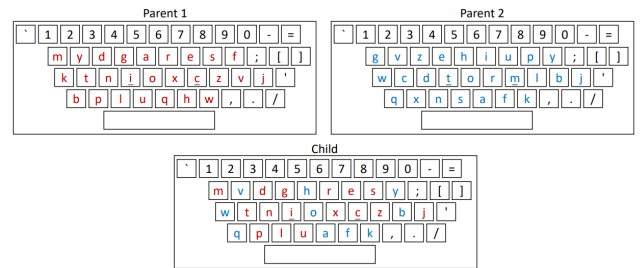 Parent 1
` 1 2 3 4 5 6 7 8 9 0 - =
m y d g a r e s f ; [ ]
k t n i o x c z v j '
b p l u q h w , . /
Parent 2
` 1 2 3 4 5 6 7 8 9 0 - =
g v z e h i u p y ; [ ]
w c d t o r m l b j '
q x n s a f k , . /
Child
` 1 2 3 4 5 6 7 8 9 0 - =
m v d g h r e s y ; [ ]
w t n i o x c z b j '
q p l u a f k , . /